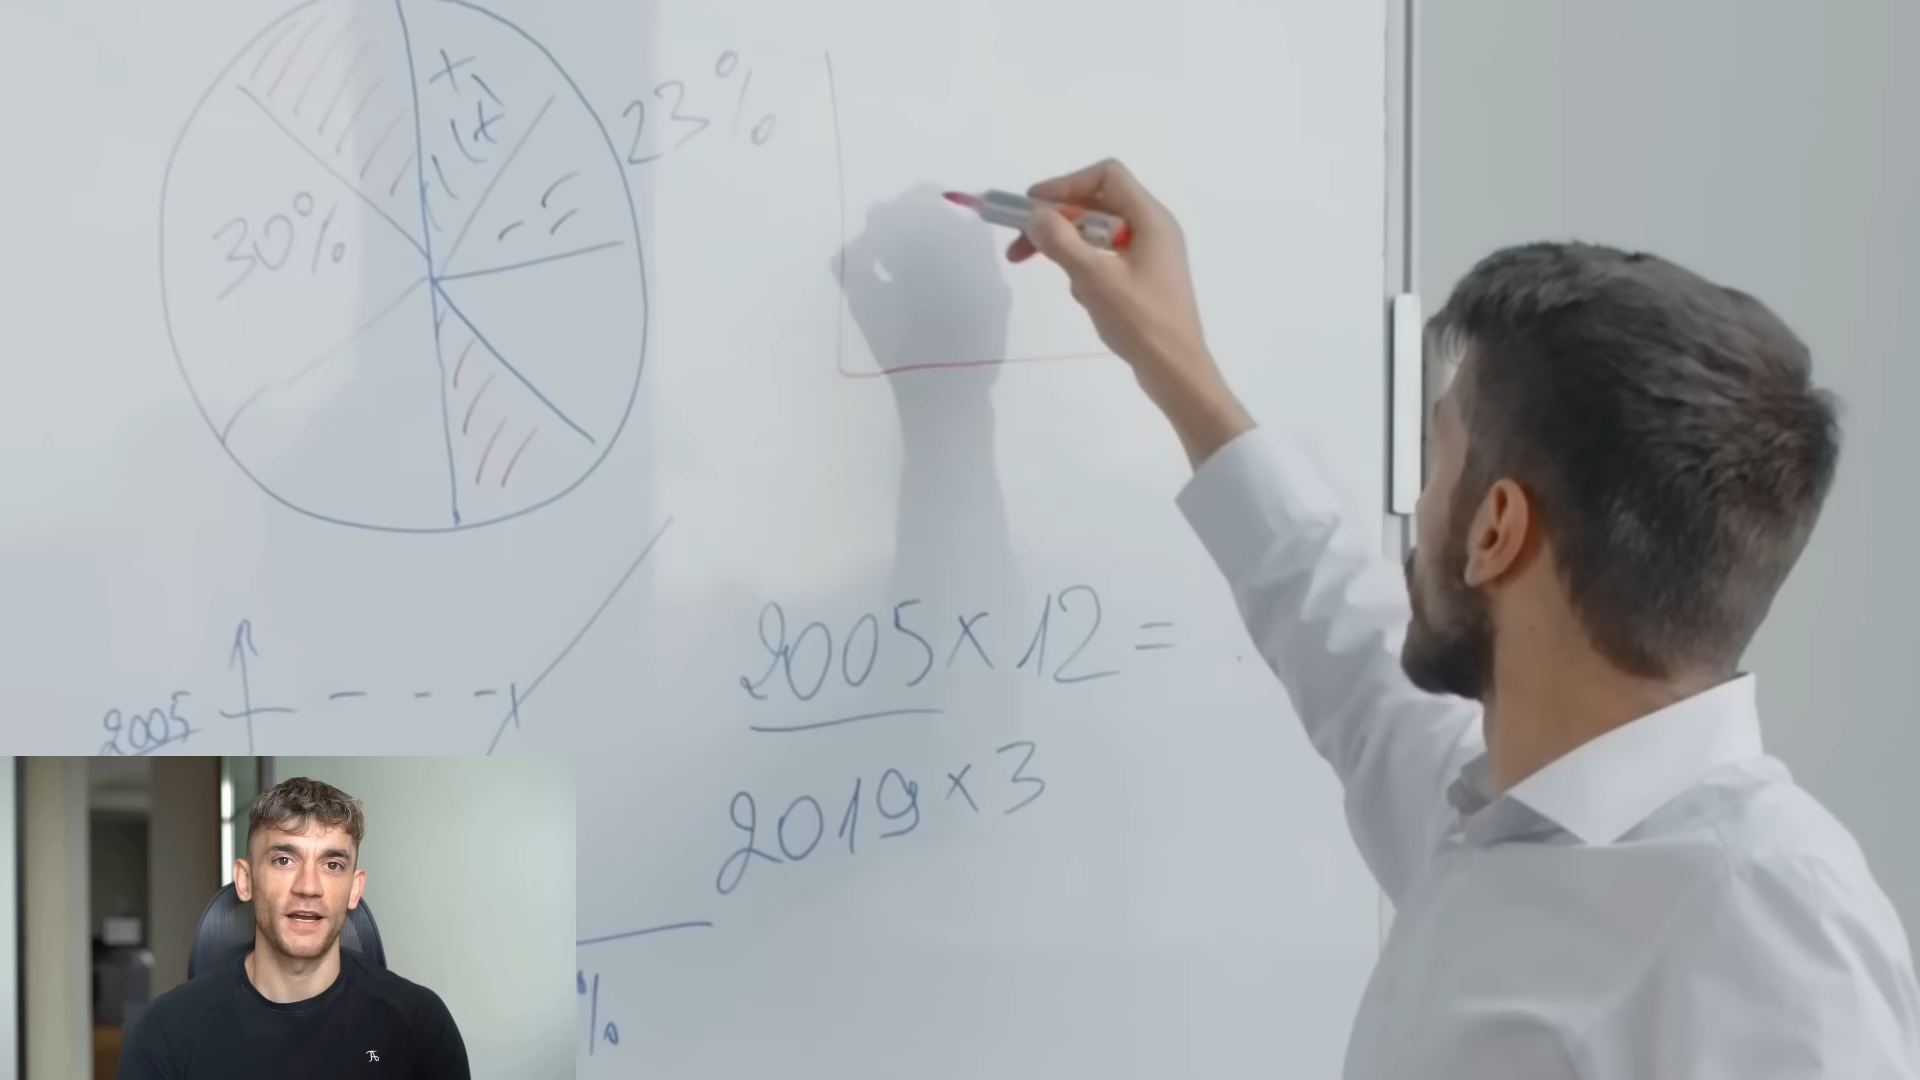 23%
30%
2005 x 12 =
2005
2019 x 3
%